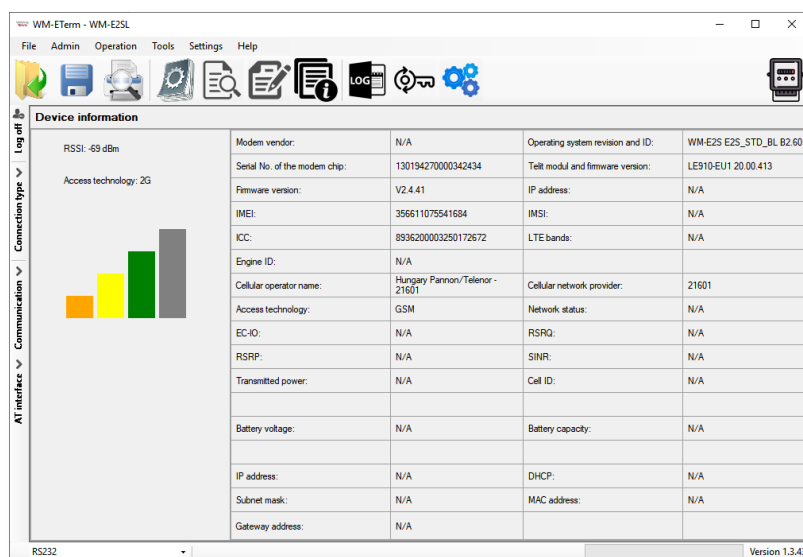 WM-ETerm - WM-E2SL
File Admin Operation Tools Settings Help
LOG
Log off
Connection type
Communication
AT interface
Device information
RSSI: -69 dBm
Access technology: 2G
Modem vendor: N/A Operating system revision and ID: WM-E2S E2S_STD_BL B2.60
Serial No. of the modem chip: 130194270000342434 Telit modul and firmware version: LE910-EU1 20.00.413
Firmware version: V2.4.41 IP address: N/A
IMEI: 356611075541684 IMSI: N/A
ICC: 8936200003250172672 LTE bands: N/A
Engine ID: N/A
Cellular operator name: Hungary Pannon/Telenor -
21601 Cellular network provider: 21601
Access technology: GSM Network status: N/A
EC-IO: N/A RSRQ: N/A
RSRP: N/A SINR: N/A
Transmitted power: N/A Cell ID: N/A
Battery voltage: N/A Battery capacity: N/A
IP address: N/A DHCP: N/A
Subnet mask: N/A MAC address: N/A
Gateway address: N/A
RS232